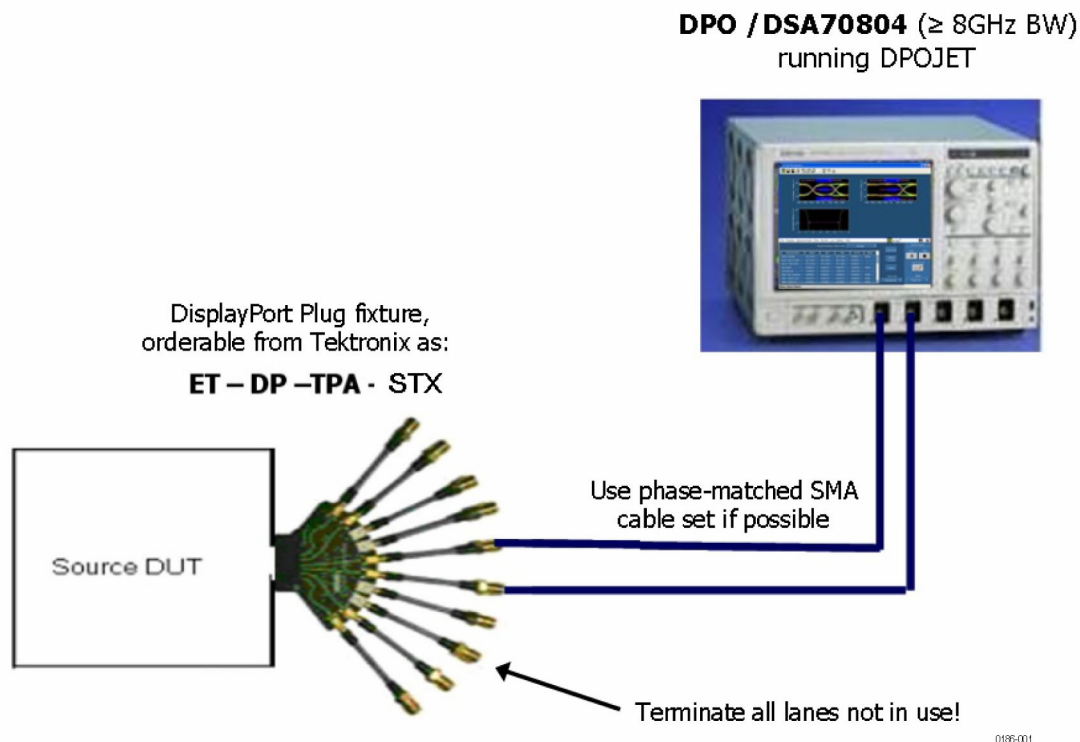 DPO / DSA70804 (≥ 8GHz BW)
running DPOJET
DisplayPort Plug fixture,
orderable from Tektronix as:
ET – DP –TPA - STX
Use phase-matched SMA
cable set if possible
Source DUT
Terminate all lanes not in use!
0186-001